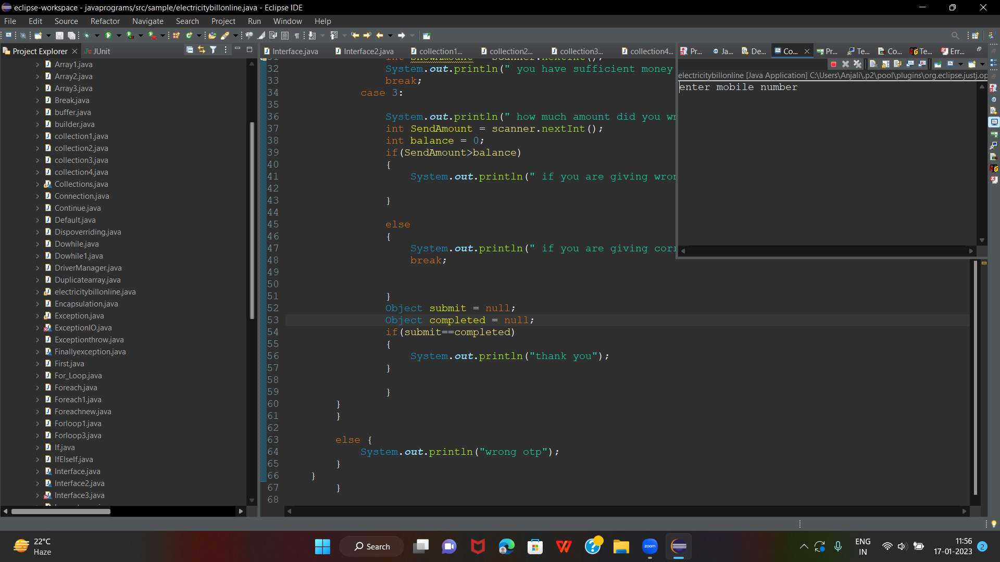 eclipse-workspace - javaprograms/src/sample/electricitybillonline.java - Eclipse IDE
File Edit Source Refactor Navigate Search Project Run Window Help
Project Explorer
JUnit
Array1.java
Array2.java
Array3.java
Break.java
buffer.java
builder.java
collection1.java
collection2.java
collection3.java
collection4.java
Collections.java
Connection.java
Continue.java
Default.java
Dispoverriding.java
Dowhile.java
Dowhile1.java
DriverManager.java
Duplicatearray.java
electricitybillonline.java
Encapsulation.java
Exception.java
ExceptionIO.java
Exceptionthrow.java
Finallyexception.java
First.java
For_Loop.java
Foreach.java
Foreach1.java
Foreachnew.java
Forloop1.java
Forloop3.java
If.java
IfElseIf.java
Interface.java
Interface2.java
Interface3.java
Interface.java Interface2.java collection1... collection2... collection3... collection4...
32 System.out.println(" you have sufficient money
33 break;
34 case 3:
35
36 System.out.println(" how much amount did you wr
37 int SendAmount = scanner.nextInt();
38 int balance = 0;
39 if(SendAmount>balance)
40 {
41 System.out.println(" if you are giving wron
42
43 }
44
45 else
46 {
47 System.out.println(" if you are giving corr
48 break;
49
50
51 }
52 Object submit = null;
53 Object completed = null;
54 if(submit==completed)
55 {
56 System.out.println("thank you");
57 }
58
59 }
60 }
61 }
62
63 else {
64 System.out.println("wrong otp");
65 }
66 }
67 }
68
Pr... Ja... De... Co... Pr... Te... Co... Te... Err...
electricitybillonline [Java Application] C:\Users\Anjali\.p2\pool\plugins\org.eclipse.justj.op
enter mobile number
22°C
Haze
Search
zoom
ENG
IN
11:56
17-01-2023
2